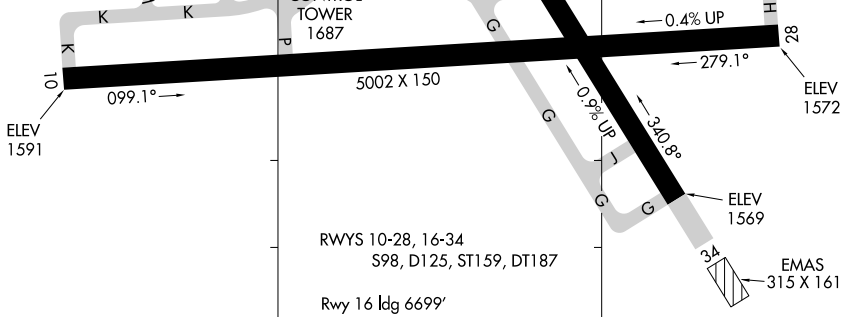 TOWER
1687
K
K
K
P
G
0.4% UP
H
10
28
099.1°
5002 X 150
279.1°
ELEV
1591
ELEV
1572
0.9% UP
340.8°
G
J
G
G
ELEV
1569
RWYS 10-28, 16-34
S98, D125, ST159, DT187
Rwy 16 ldg 6699'
34
EMAS
315 X 161